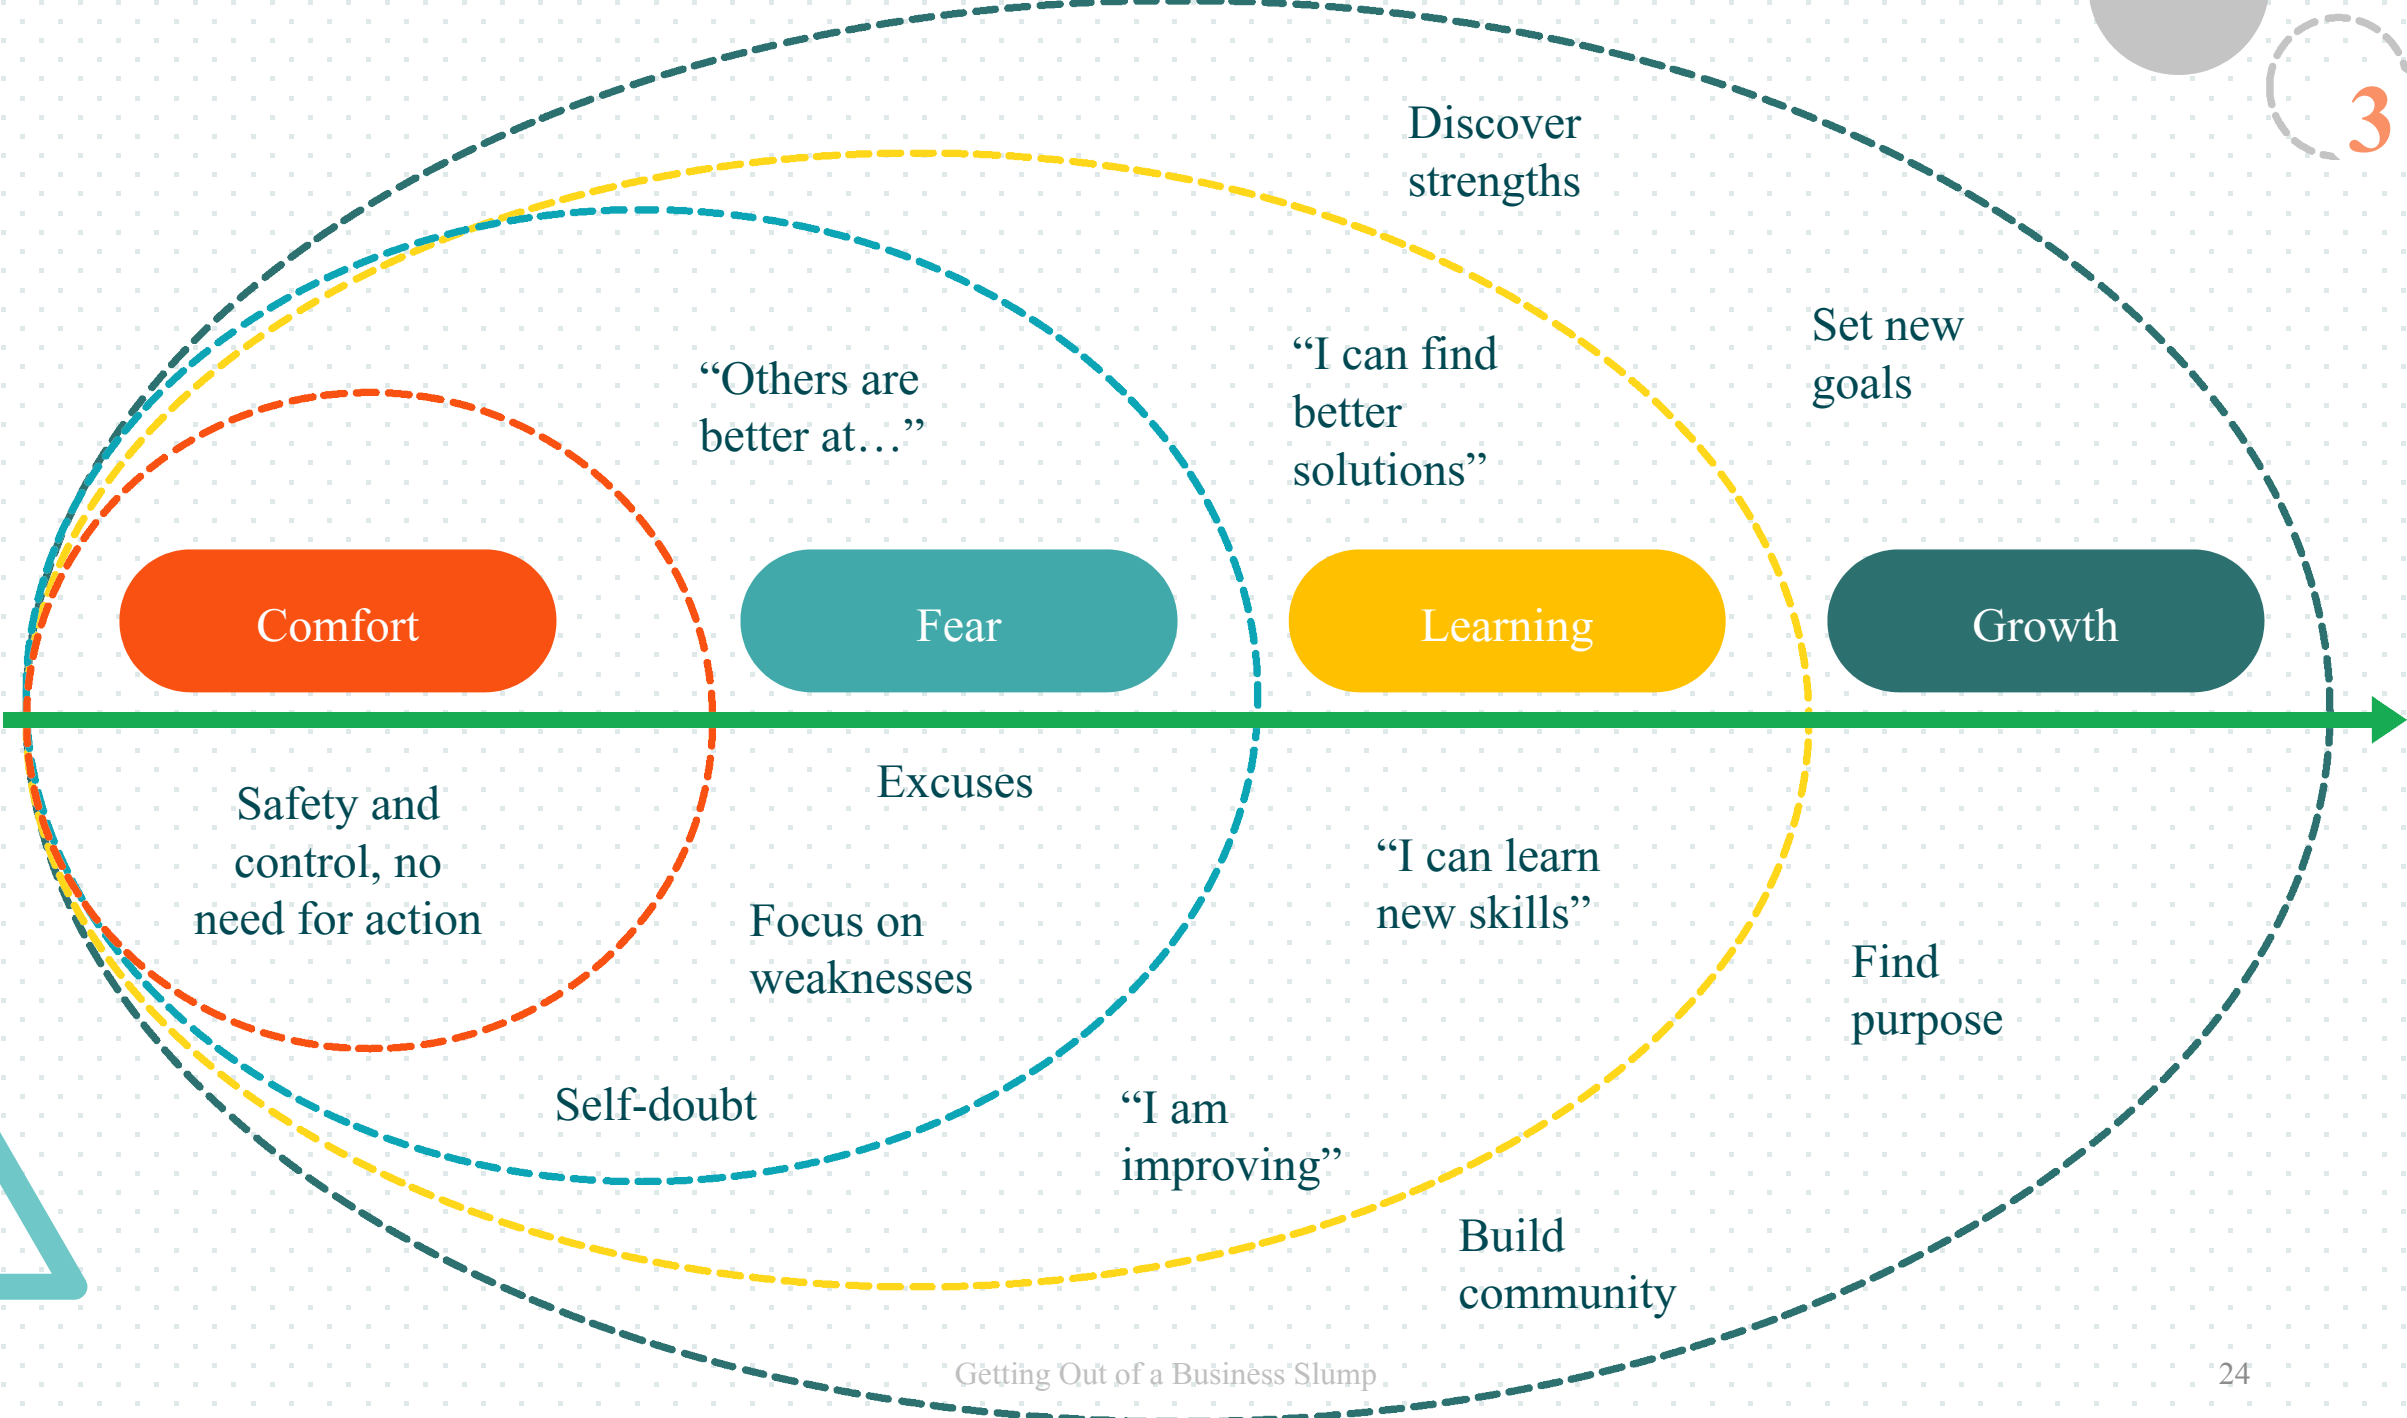 3
Discover
strengths
Set new
goals
“I can find
better
solutions”
“Others are
better at…”
Comfort
Fear
Learning
Growth
Safety and
control, no
need for action
Excuses
Focus on
weaknesses
Self-doubt
“I can learn
new skills”
“I am
improving”
Find
purpose
Build
community
Getting Out of a Business Slump
24